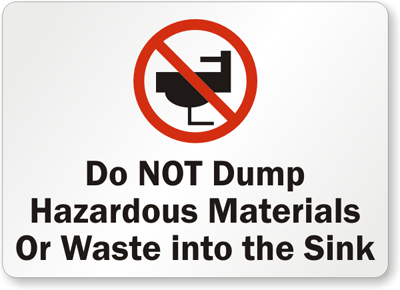 Do NOT Dump
Hazardous Materials
Or Waste into the Sink